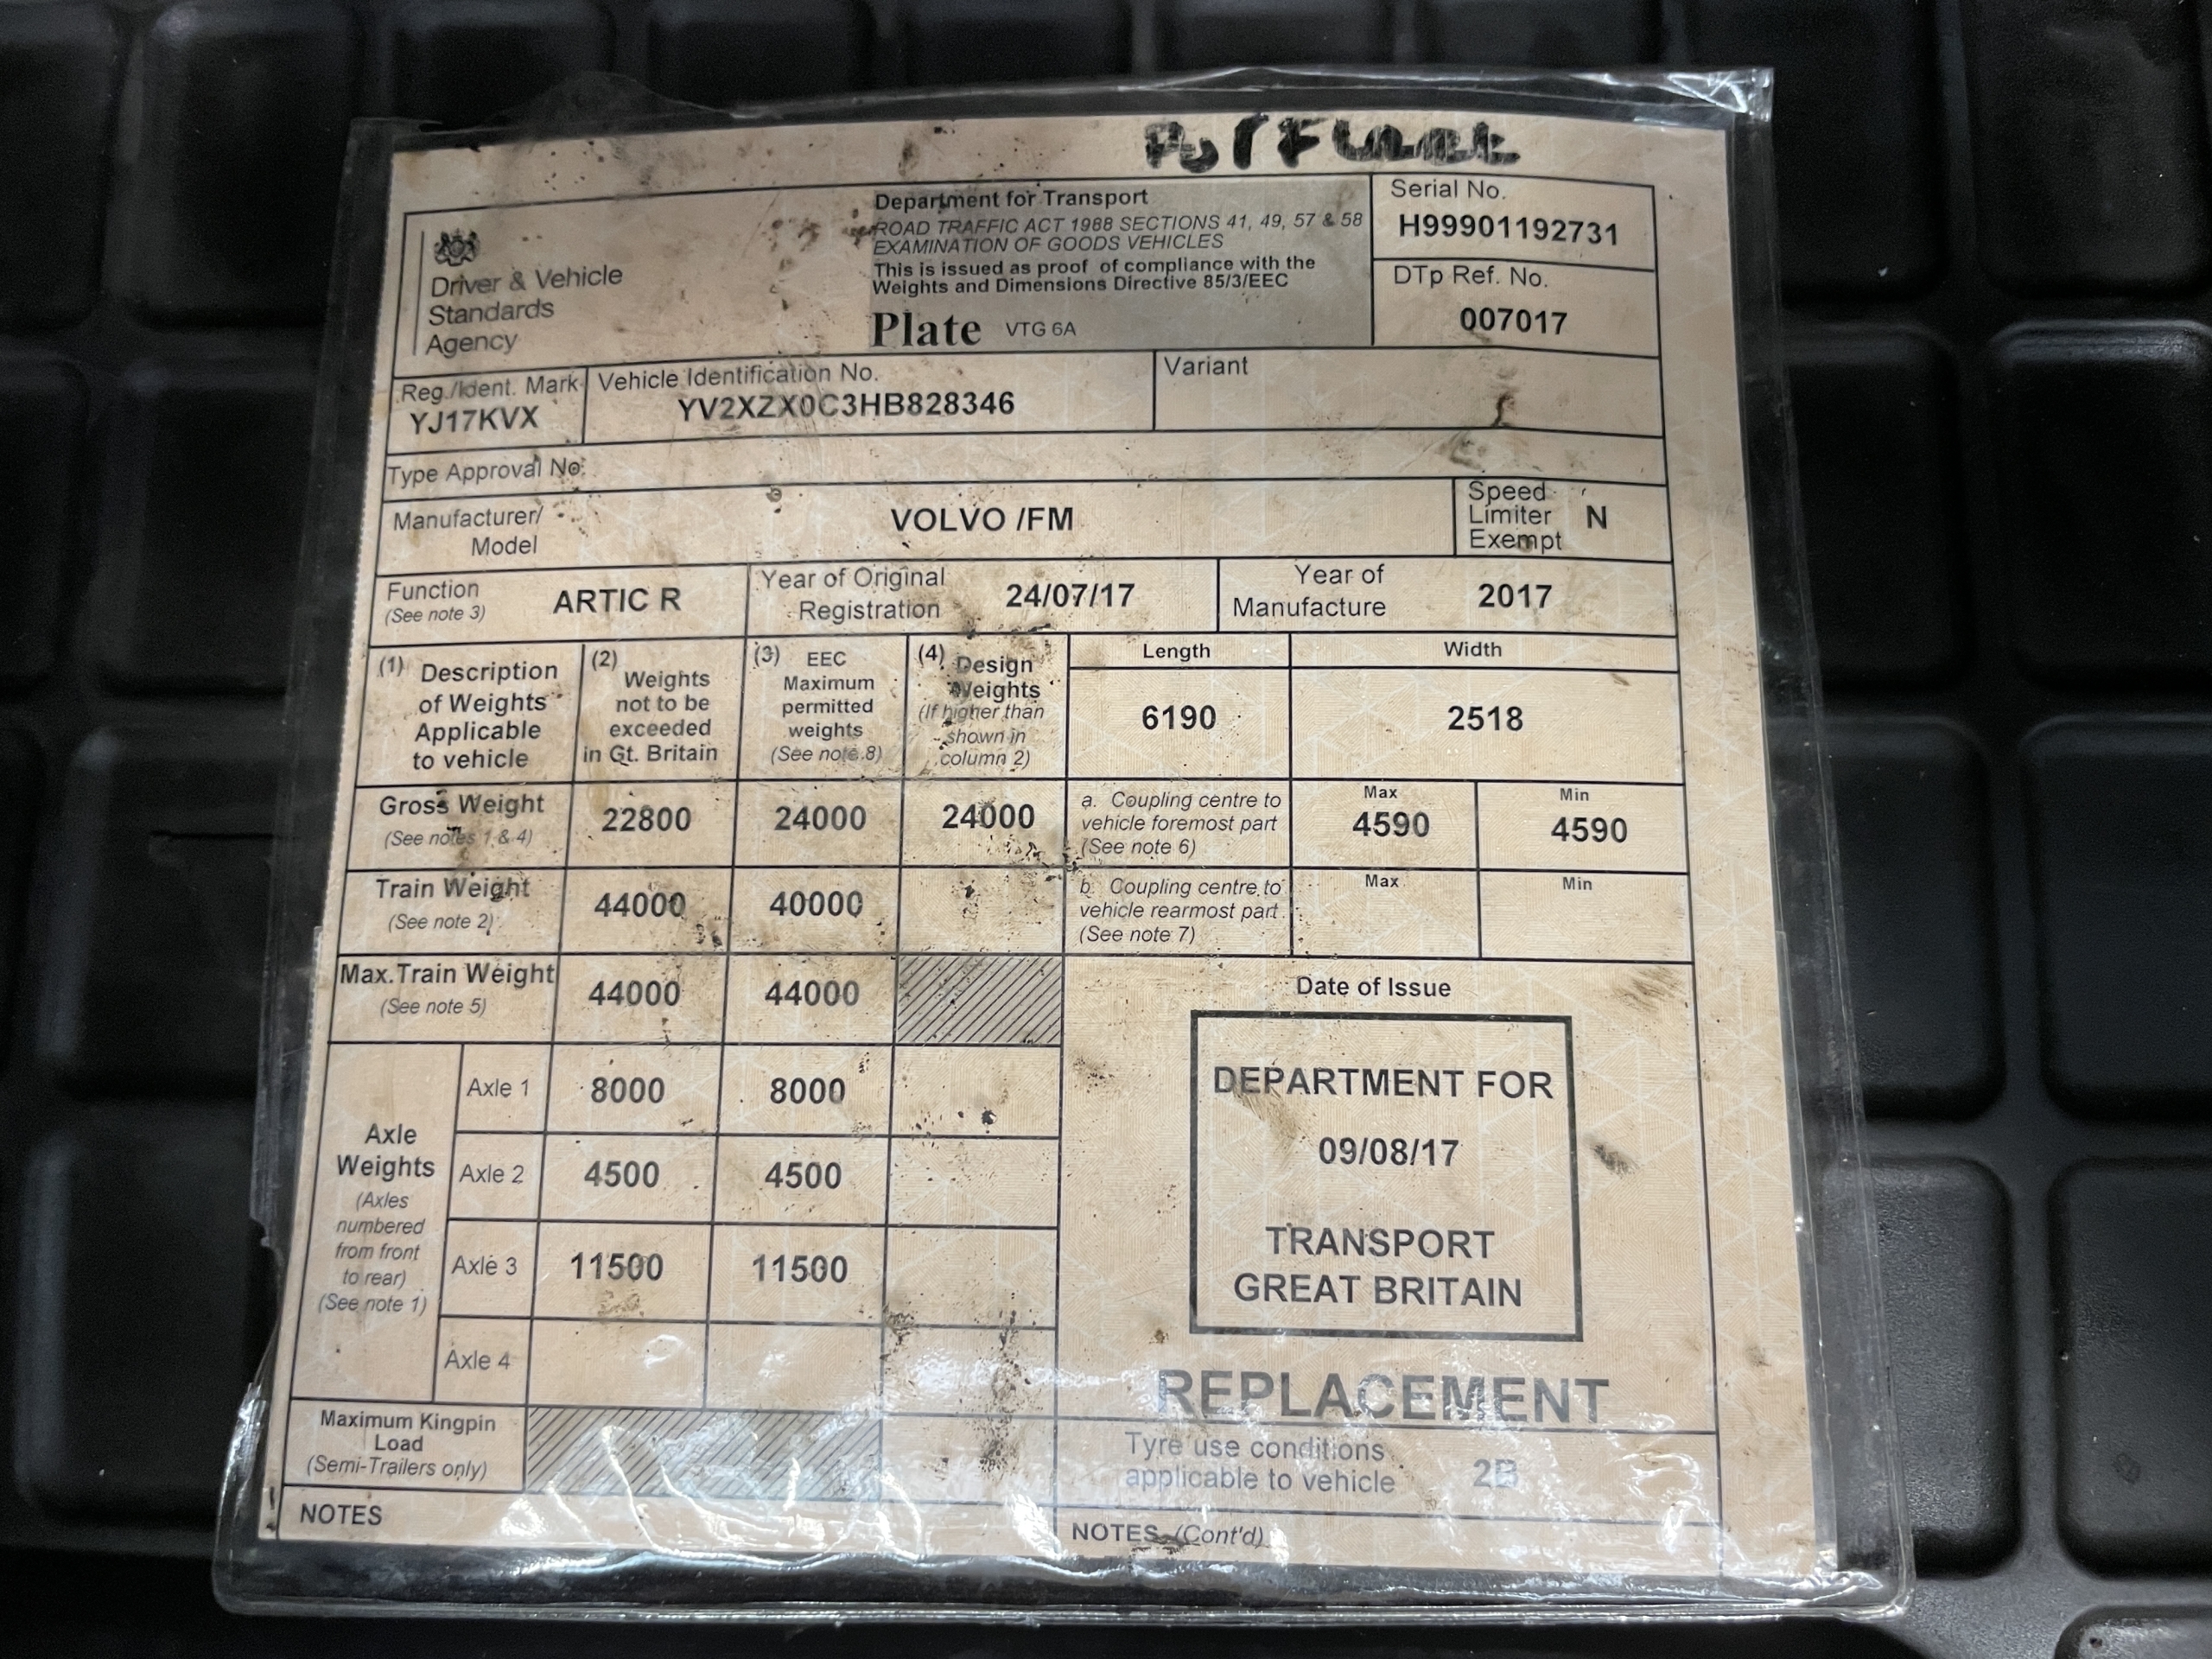 Department for Transport
ROAD TRAFFIC ACT 1988 SECTIONS 41, 49, 57 & 58
EXAMINATION OF GOODS VEHICLES
This is issued as proof of compliance with the
Weights and Dimensions Directive 85/3/EEC
Plate VTG 6A
Driver & Vehicle
Standards
Agency
Serial No.
H99901192731
DTp Ref. No.
007017
Reg./Ident. Mark
YJ17KVX
Vehicle Identification No.
YV2XZX0C3HB828346
Variant
Type Approval No.
Manufacturer/
Model
VOLVO /FM
Speed
Limiter
Exempt
N
Function
(See note 3)
ARTIC R
Year of Original
Registration
24/07/17
Year of
Manufacture
2017
(1) Description
of Weights
Applicable
to vehicle
(2) Weights
not to be
exceeded
in Gt. Britain
(3) EEC
Maximum
permitted
weights
(See note 8)
(4) Design
Weights
(If higher than
shown in
column 2)
Length
6190
Width
2518
Gross Weight
(See notes 1 & 4)
22800
24000
24000
a. Coupling centre to
vehicle foremost part
(See note 6)
Max
4590
Min
4590
Train Weight
(See note 2)
44000
40000
b. Coupling centre to
vehicle rearmost part
(See note 7)
Max
Min
Max.Train Weight
(See note 5)
44000
44000
Date of Issue
DEPARTMENT FOR
09/08/17
TRANSPORT
GREAT BRITAIN
REPLACEMENT
Axle
Weights
(Axles
numbered
from front
to rear)
(See note 1)
Axle 1
8000
8000
Axle 2
4500
4500
Axle 3
11500
11500
Axle 4
Maximum Kingpin
Load
(Semi-Trailers only)
Tyre use conditions
applicable to vehicle
2B
NOTES
NOTES (Cont'd)